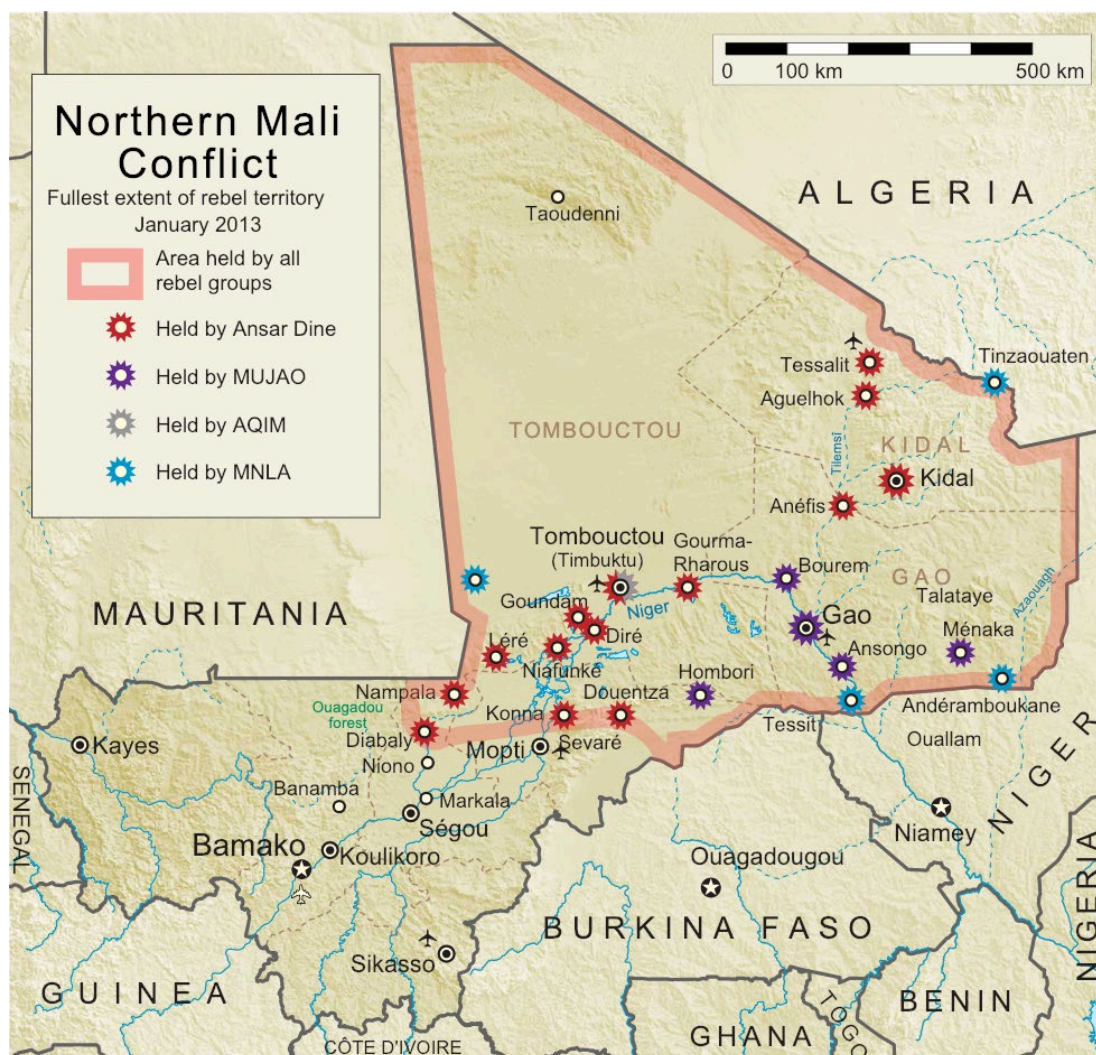 Northern Mali
Conflict
Fullest extent of rebel territory
January 2013
Area held by all
rebel groups
Held by Ansar Dine
Held by MUJAO
Held by AQIM
Held by MNLA
0 100 km 500 km
ALGERIA
Taoudenni
Tessalit
Tinzaouaten
Aguelhok
TOMBOUCTOU
KIDAL
Tilemsî
Kidal
Anéfis
Tombouctou
(Timbuktu)
Gourma-
Rharous
Bourem
GAO
Talataye
Azaouagh
MAURITANIA
Goundam
Niger
Gao
Diré
Léré
Niafunké
Ansongo
Ménaka
Hombori
Nampala
Douentza
Ouagadou
forest
Konna
Tessit
Andéramboukane
Diabaly
Mopti
Sevaré
Ouallam
Kayes
Niono
NIGER
SENEGAL
Banamba
Markala
Ségou
Niamey
Bamako
Koulikoro
Ouagadougou
BURKINA FASO
NIGERIA
Sikasso
GUINEA
BENIN
TOGO
GHANA
CÔTE D'IVOIRE